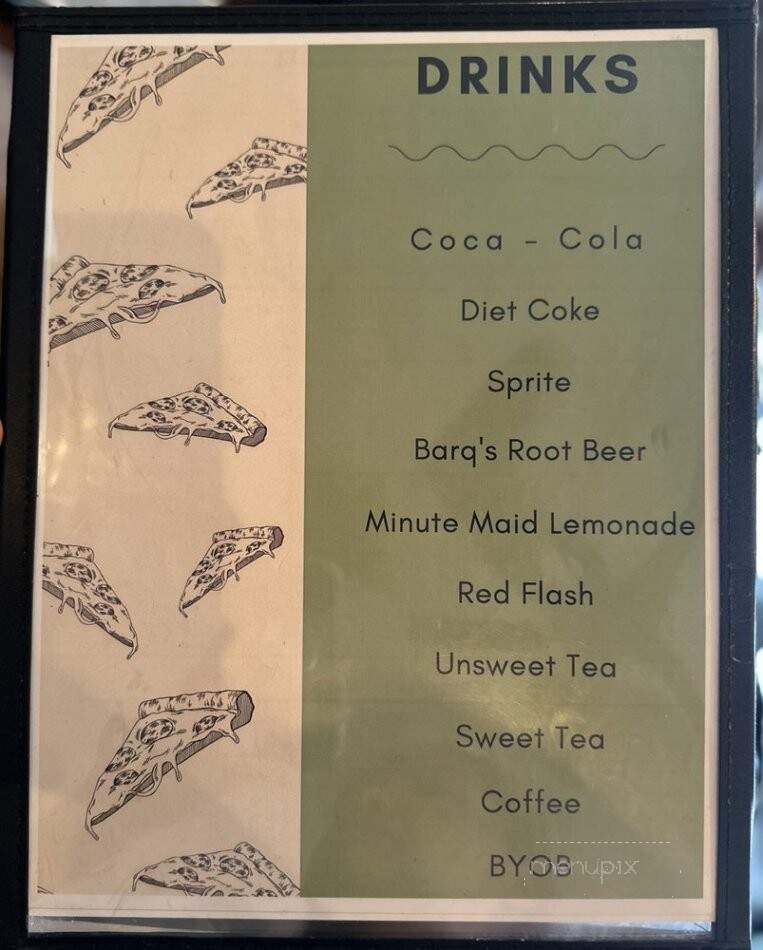 DRINKS
Coca - Cola
Diet Coke
Sprite
Barq's Root Beer
Minute Maid Lemonade
Red Flash
Unsweet Tea
Sweet Tea
Coffee
BYOB
menupix